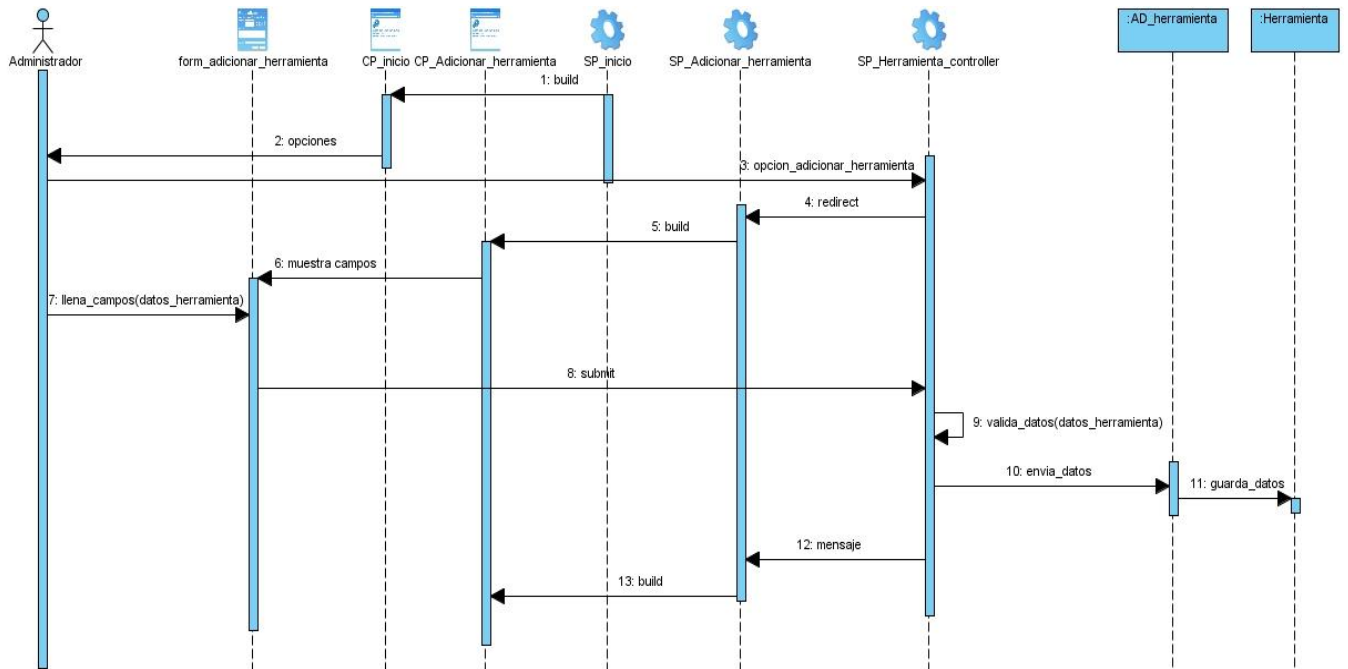 :AD_herramienta
:Herramienta
Administrador
form_adicionar_herramienta
CP_inicio
CP_Adicionar_herramienta
SP_inicio
SP_Adicionar_herramienta
SP_Herramienta_controller
1: build
2: opciones
3: opcion_adicionar_herramienta
4: redirect
5: build
6: muestra campos
7: llena_campos(datos_herramienta)
8: submit
9: valida_datos(datos_herramienta)
10: envia_datos
11: guarda_datos
12: mensaje
13: build